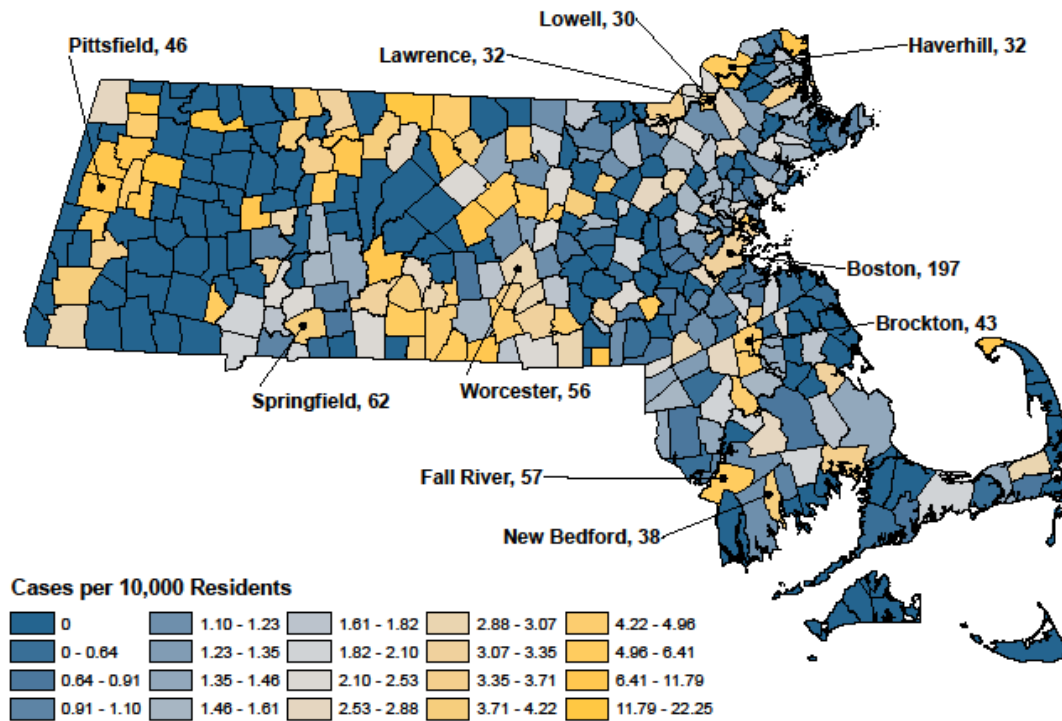 Lowell, 30
Pittsfield, 46
Lawrence, 32
Haverhill, 32
Boston, 197
Brockton, 43
Springfield, 62
Worcester, 56
Fall River, 57
New Bedford, 38
Cases per 10,000 Residents
0
1.10 - 1.23
1.61 - 1.82
2.88 - 3.07
4.22 - 4.96
0 - 0.64
1.23 - 1.35
1.82 - 2.10
3.07 - 3.35
4.96 - 6.41
0.64 - 0.91
1.35 - 1.46
2.10 - 2.53
3.35 - 3.71
6.41 - 11.79
0.91 - 1.10
1.46 - 1.61
2.53 - 2.88
3.71 - 4.22
11.79 - 22.25